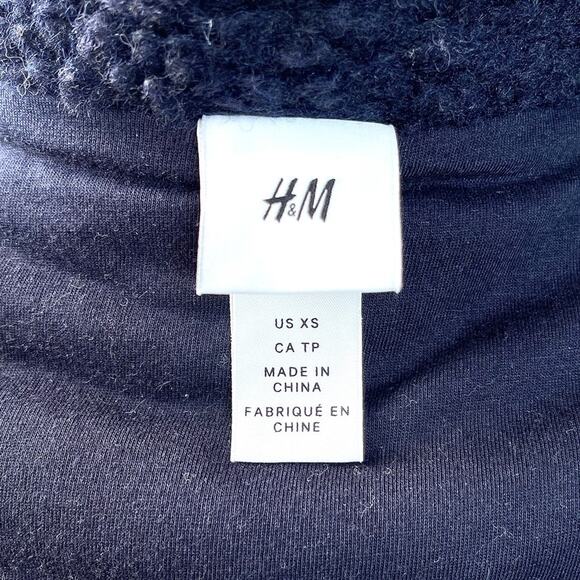 H&M
US XS
CA TP
MADE IN
CHINA
FABRIQUÉ EN
CHINE